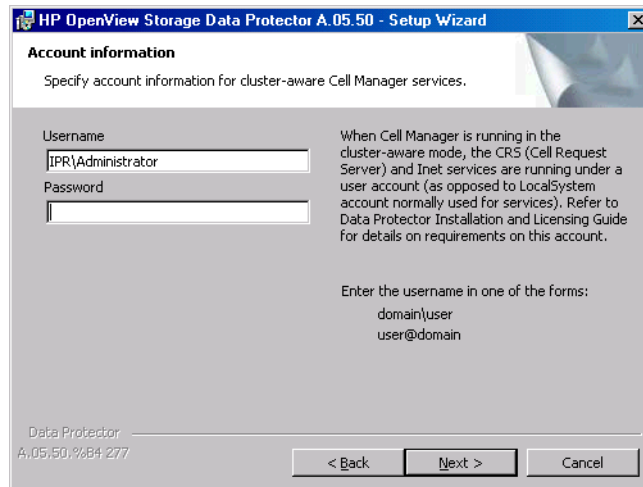 HP OpenView Storage Data Protector A.05.50 - Setup Wizard
Account information
Specify account information for cluster-aware Cell Manager services.
Username
IPR\Administrator
Password
When Cell Manager is running in the
cluster-aware mode, the CRS (Cell Request
Server) and Inet services are running under a
user account (as opposed to LocalSystem
account normally used for services). Refer to
Data Protector Installation and Licensing Guide
for details on requirements on this account.
Enter the username in one of the forms:
domain\user
user@domain
Data Protector
A.05.50.%B4 277
< Back
Next >
Cancel